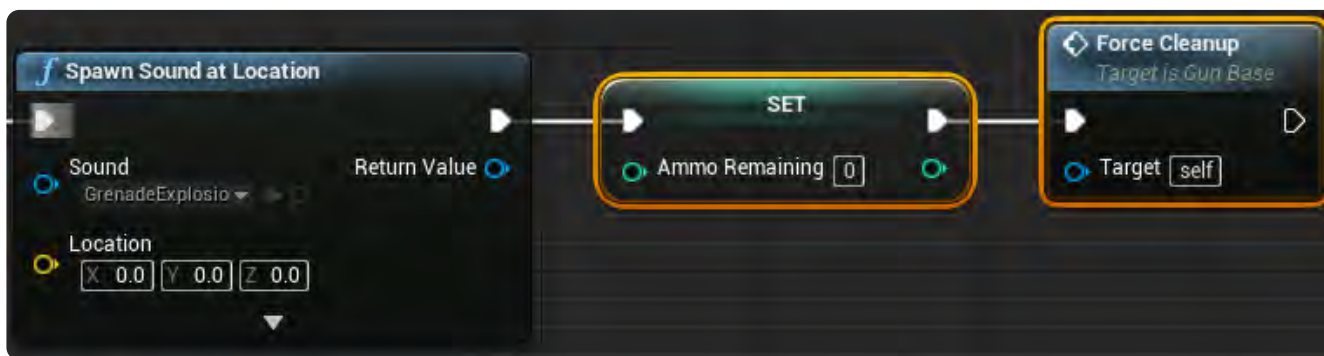 f Spawn Sound at Location
Sound
Return Value
GrenadeExplosio
Location
X 0.0 Y 0.0 Z 0.0
SET
Ammo Remaining 0
Force Cleanup
Target is Gun Base
Target self